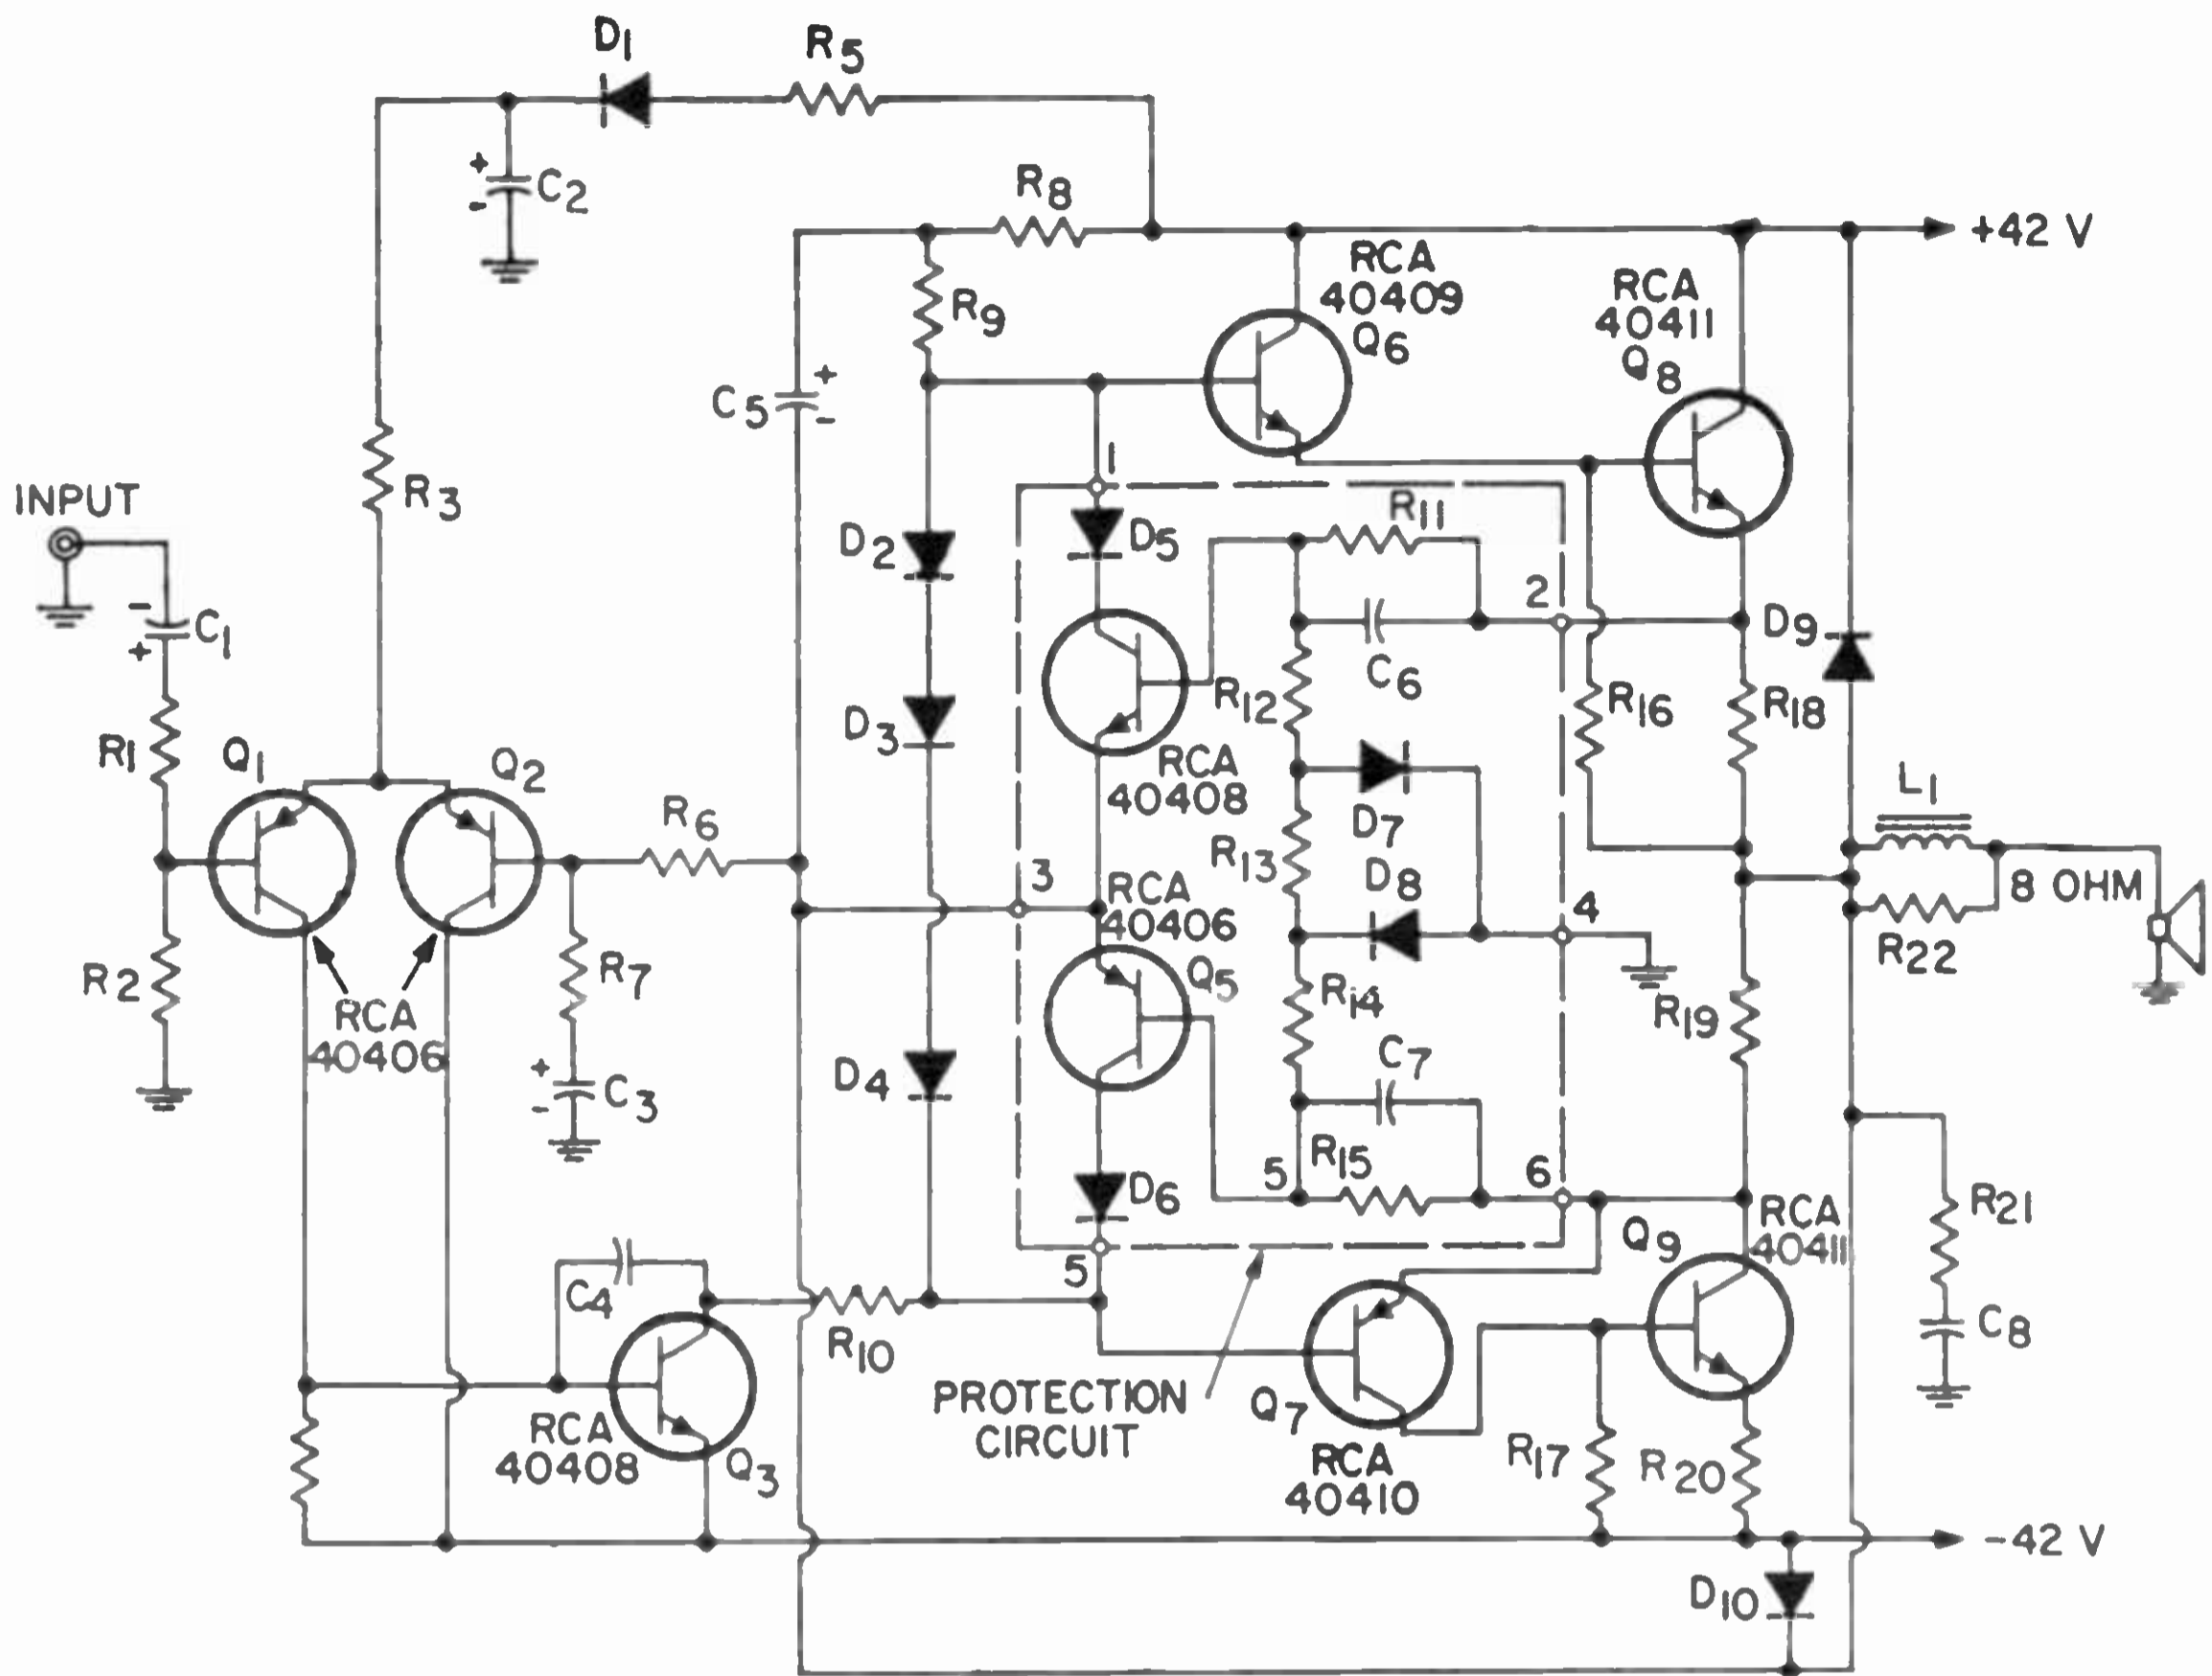 D1
R5
+
-
C2
R8
+42 V
R9
RCA
40409
Q6
RCA
40411
Q8
C5
+
-
1
INPUT
R3
R11
D2
D5
2
-
C1
+
C6
D9
R12
R16
R18
D3
R1
Q1
Q2
RCA
40408
L1
R6
D7
R13
D8
3
RCA
40406
8 OHM
4
R2
R7
Q5
R14
R19
R22
RCA
40406
+
-
C3
D4
C7
R15
5
6
D6
Q9
RCA
40411
R21
C4
5
R10
C8
PROTECTION
CIRCUIT
Q7
RCA
40410
RCA
40408
Q3
R17
R20
-42 V
D10